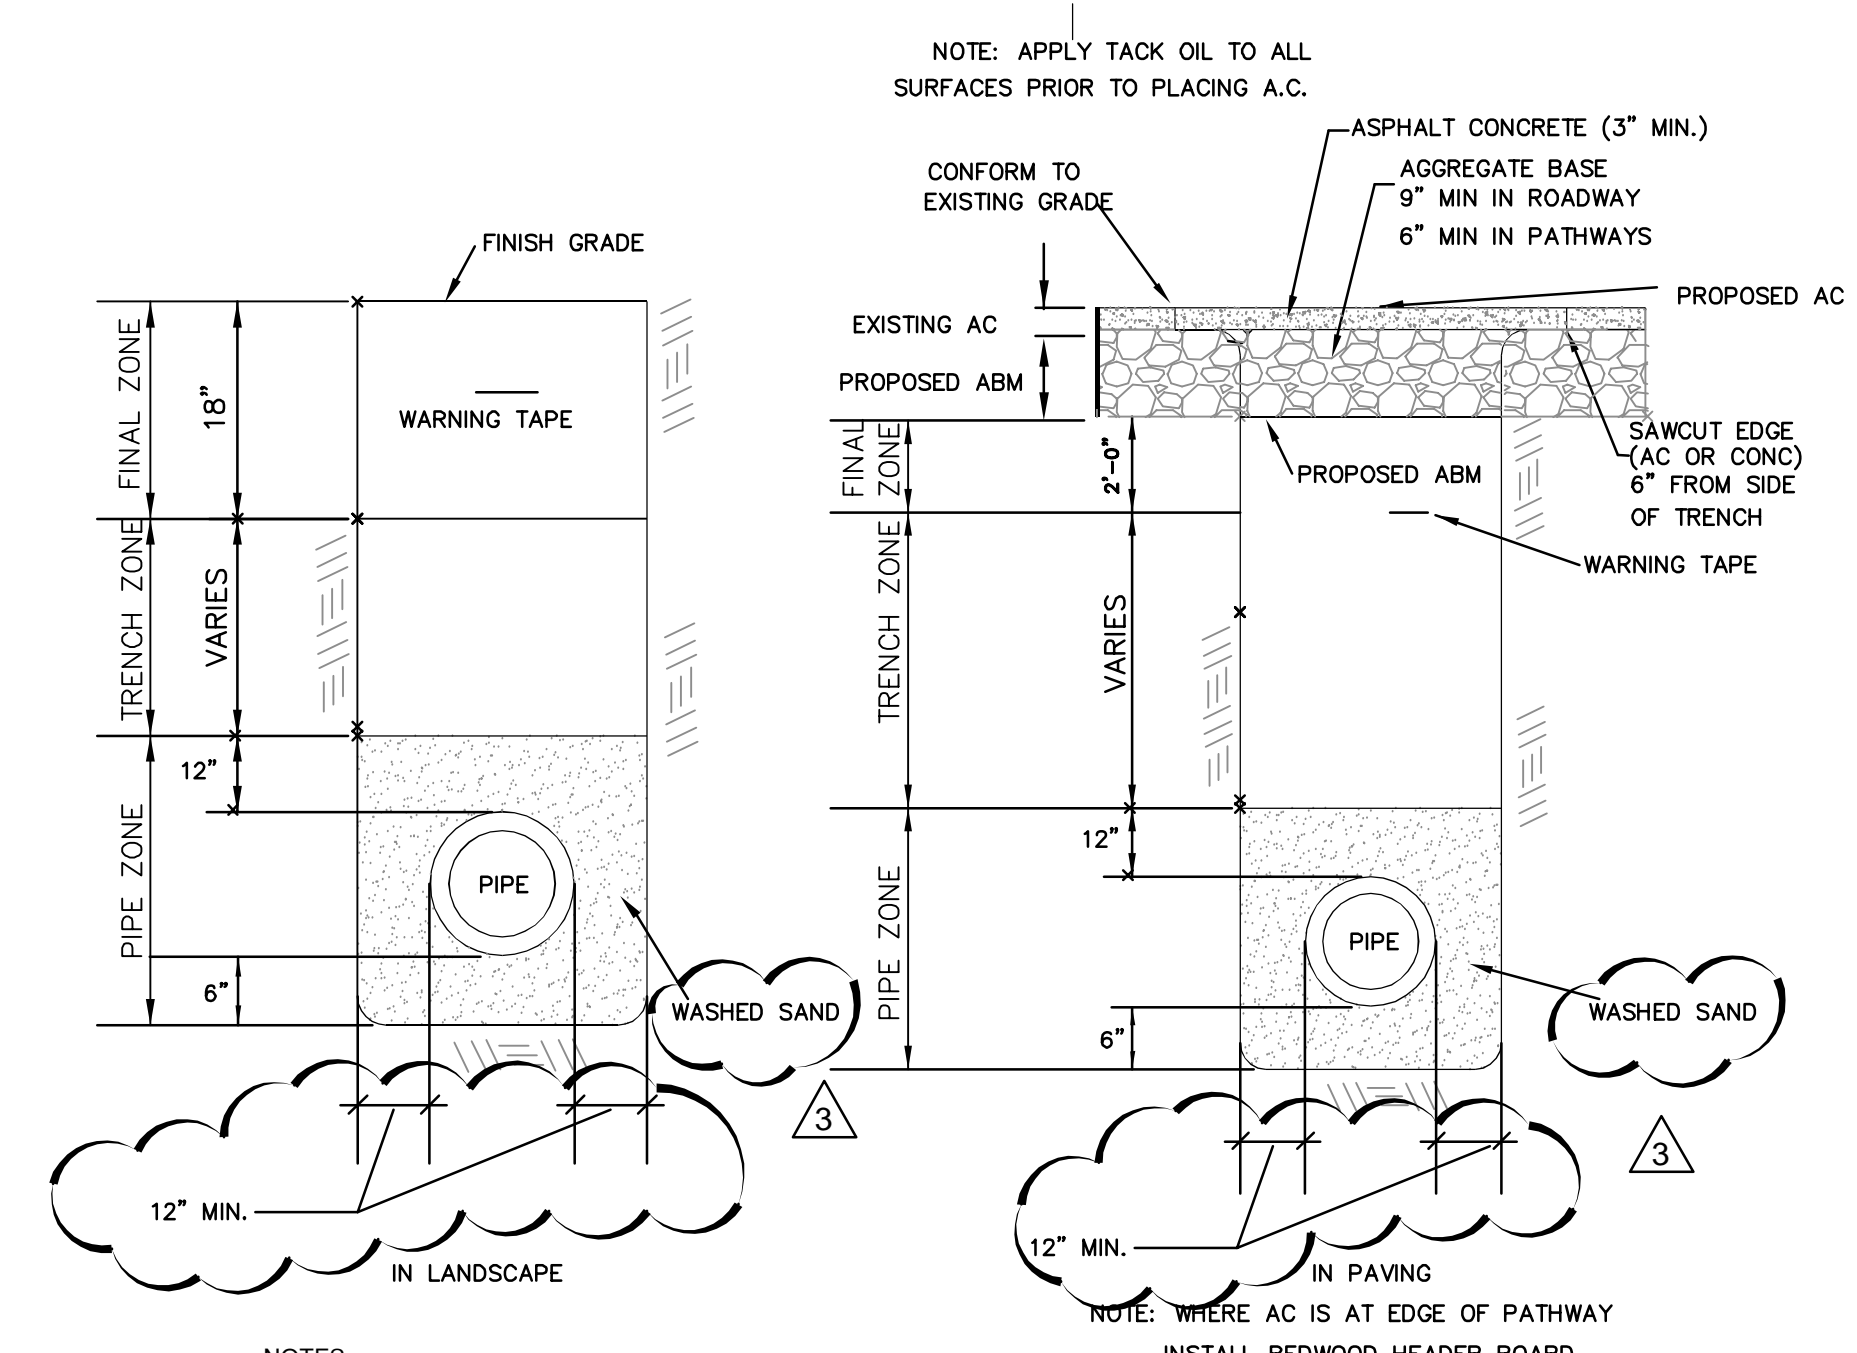 NOTE: APPLY TACK OIL TO ALL
SURFACES PRIOR TO PLACING A.C.
FINISH GRADE
FINAL ZONE
18”
WARNING TAPE
TRENCH ZONE
VARIES
12”
PIPE ZONE
PIPE
6”
WASHED SAND
3
12” MIN.
IN LANDSCAPE
NOTES
ASPHALT CONCRETE (3” MIN.)
AGGREGATE BASE
9” MIN IN ROADWAY
6” MIN IN PATHWAYS
CONFORM TO
EXISTING GRADE
PROPOSED AC
EXISTING AC
PROPOSED ABM
FINAL
ZONE
2’-0”
PROPOSED ABM
SAWCUT EDGE
(AC OR CONC)
6” FROM SIDE
OF TRENCH
WARNING TAPE
TRENCH ZONE
VARIES
12”
PIPE ZONE
PIPE
6”
WASHED SAND
3
12” MIN.
IN PAVING
NOTE: WHERE AC IS AT EDGE OF PATHWAY
INSTALL REDWOOD HEADER BOARD